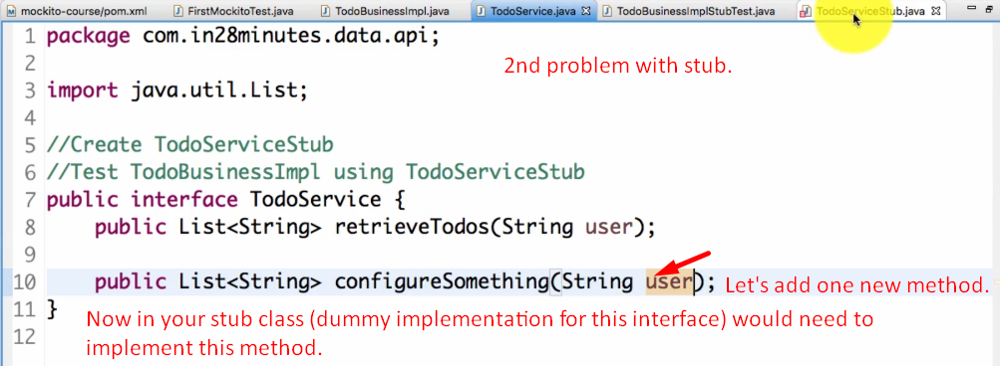 mockito-course/pom.xml FirstMockitoTest.java TodoBusinessImpl.java TodoService.java TodoBusinessImplStubTest.java TodoServiceStub.java
1 package com.in28minutes.data.api;
2 2nd problem with stub.
3 import java.util.List;
4
5 //Create TodoServiceStub
6 //Test TodoBusinessImpl using TodoServiceStub
7 public interface TodoService {
8 public List<String> retrieveTodos(String user);
9
10 public List<String> configureSomething(String user); Let's add one new method.
11 }
12 Now in your stub class (dummy implementation for this interface) would need to
implement this method.